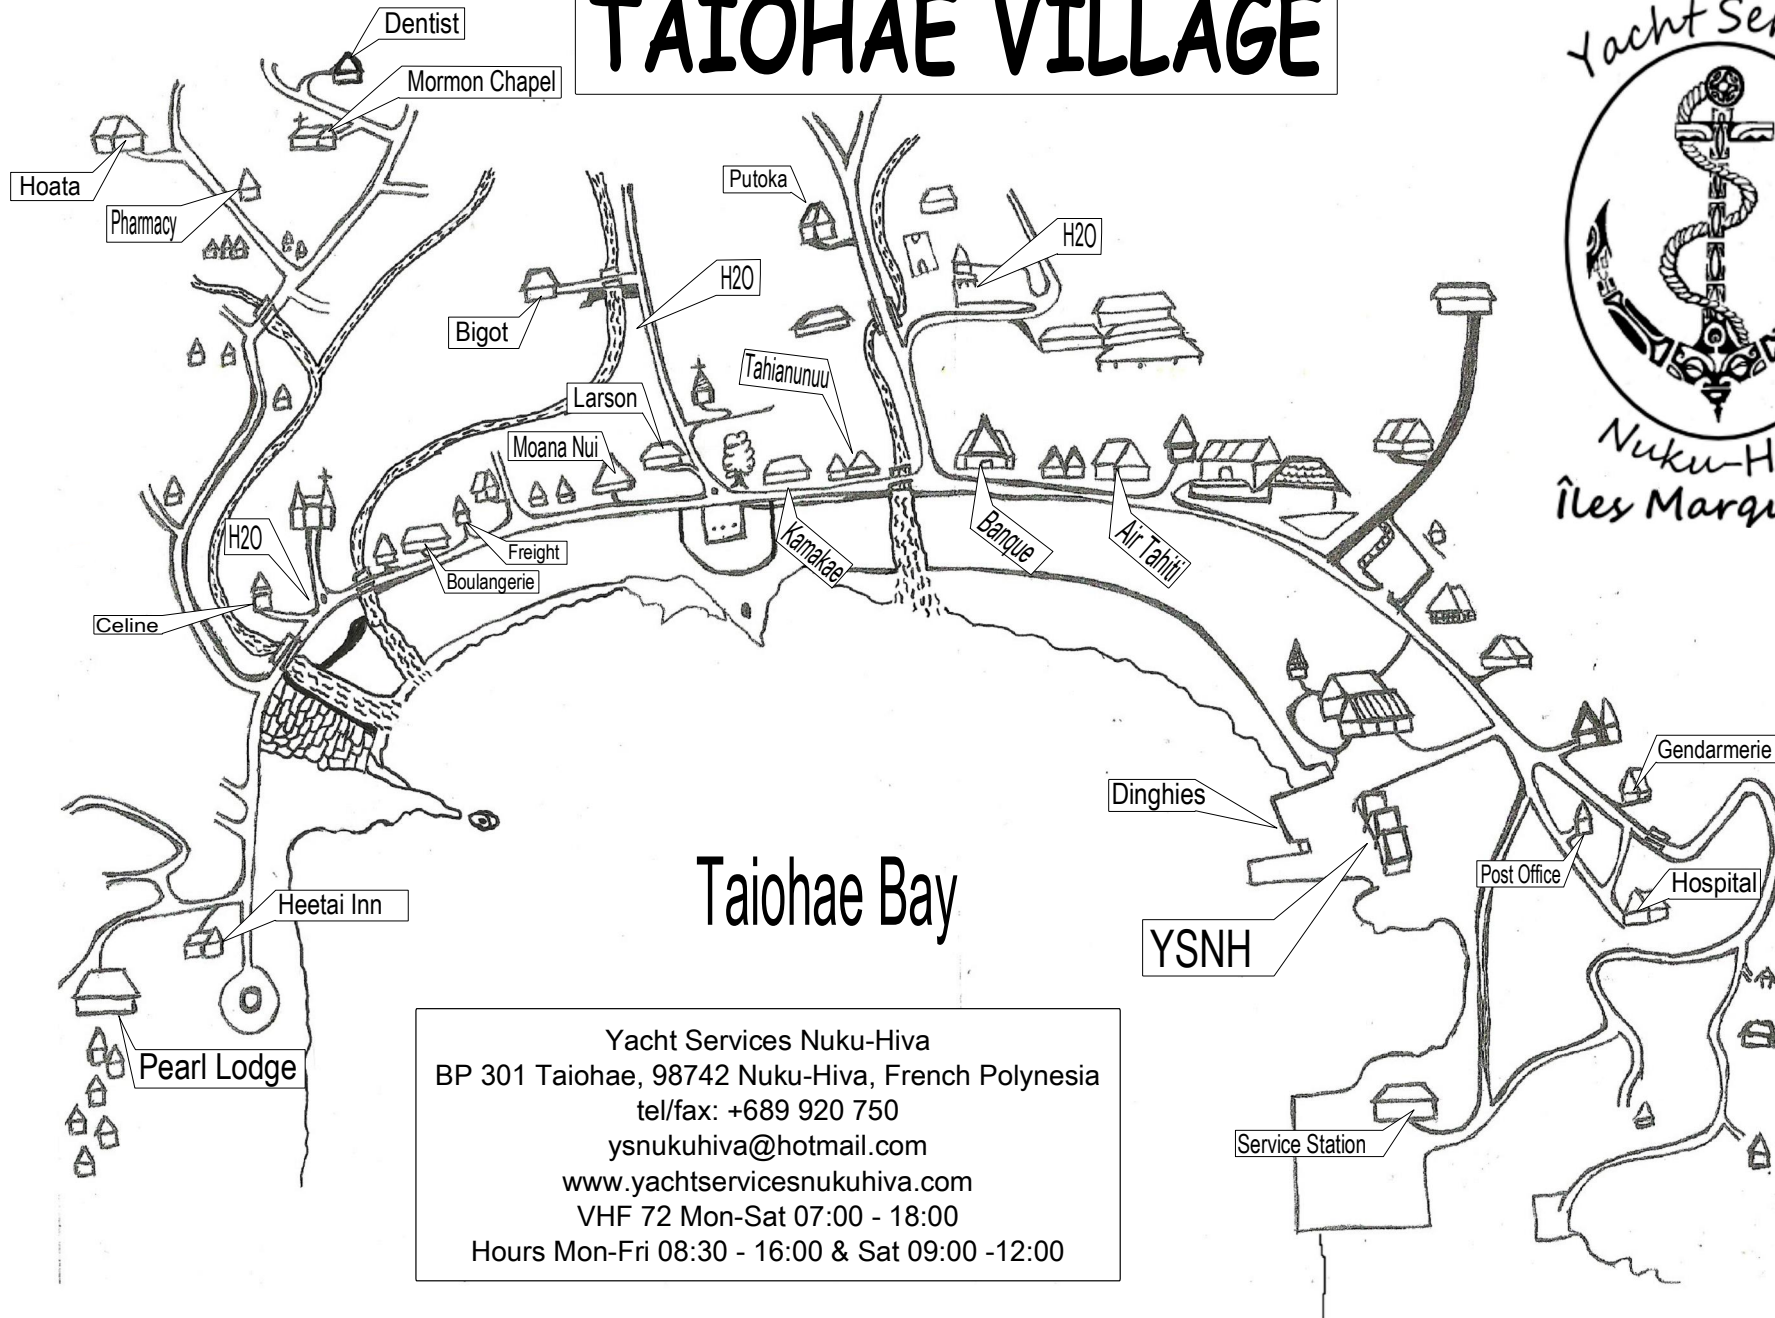 TAIOHAE VILLAGE
Yacht
Dentist
Mormon Chapel
Hoata
Pharmacy
Putoka
H2O
H2O
Bigot
Tahianunuu
Larson
Moana Nui
Nuku-H
Îles
H2O
Freight
Boulangerie
Kamakae
Banque
Air Tahiti
Celine
Gendarmerie
Dinghies
Post Office
Hospital
Heetai Inn
Taiohae Bay
YSNH
Pearl Lodge
Service Station
Yacht Services Nuku-Hiva
BP 301 Taiohae, 98742 Nuku-Hiva, French Polynesia
tel/fax: +689 920 750
ysnukuhiva@hotmail.com
www.yachtservicesnukuhiva.com
VHF 72 Mon-Sat 07:00 - 18:00
Hours Mon-Fri 08:30 - 16:00 & Sat 09:00 -12:00